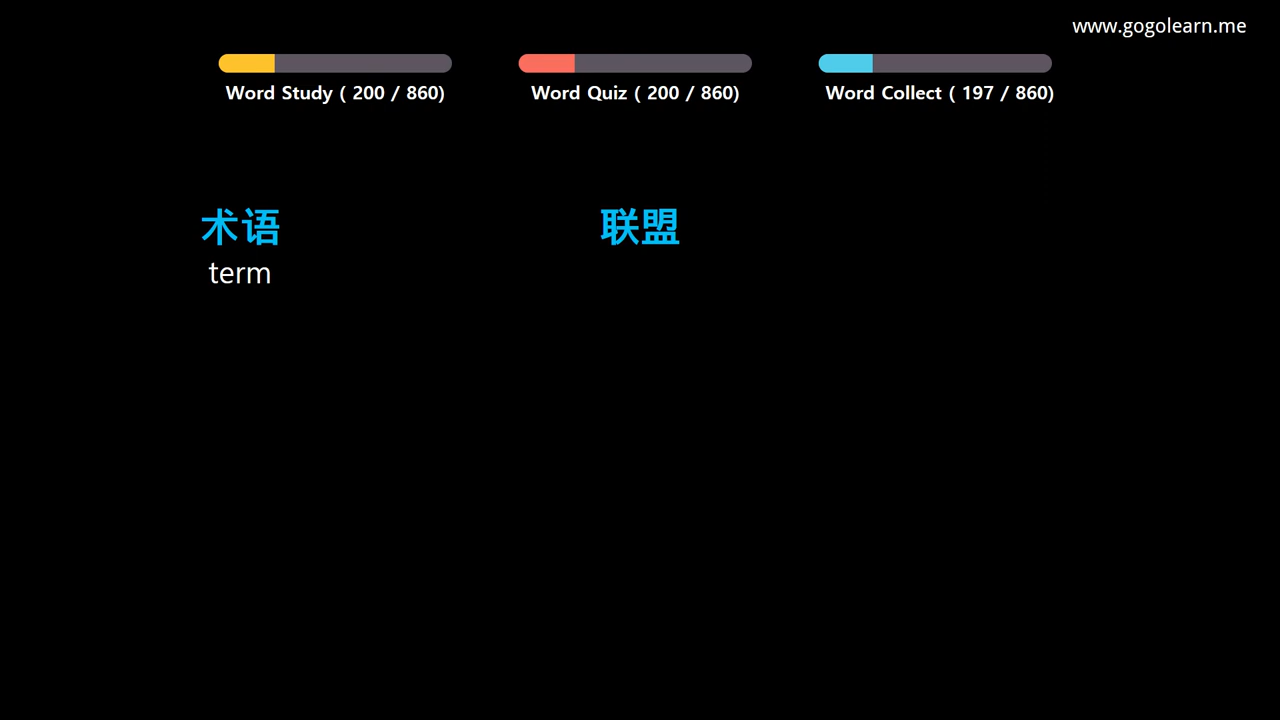 www.gogolearn.me
Word Study ( 200 / 860)
Word Quiz ( 200 / 860)
Word Collect ( 197 / 860)
术语
term
联盟